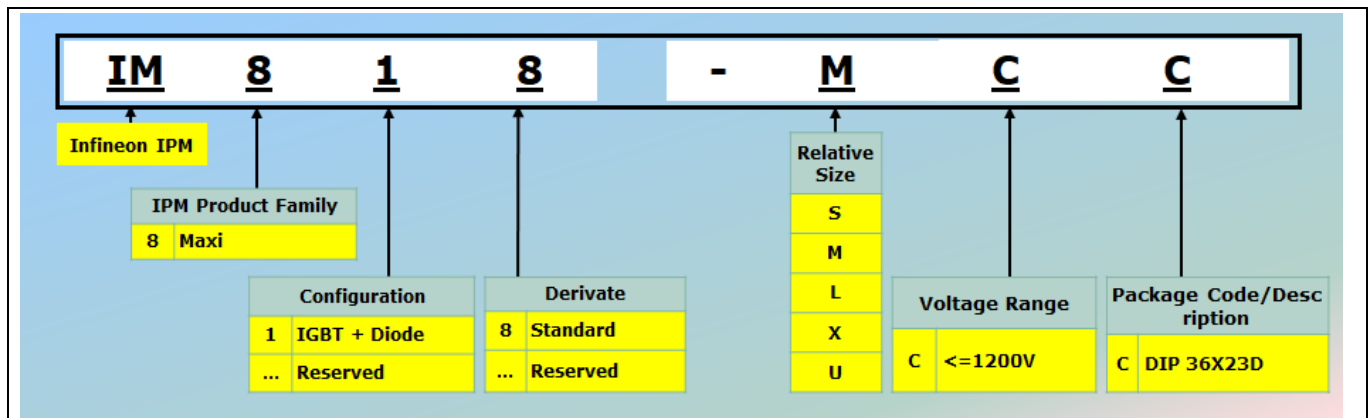 IM 8 1 8 - M C C
Infineon IPM
IPM Product Family
8 Maxi
Configuration
1 IGBT + Diode
... Reserved
Derivate
8 Standard
... Reserved
Relative
Size
S
M
L
X
U
Voltage Range
C <=1200V
Package Code/Desc
ription
C DIP 36X23D